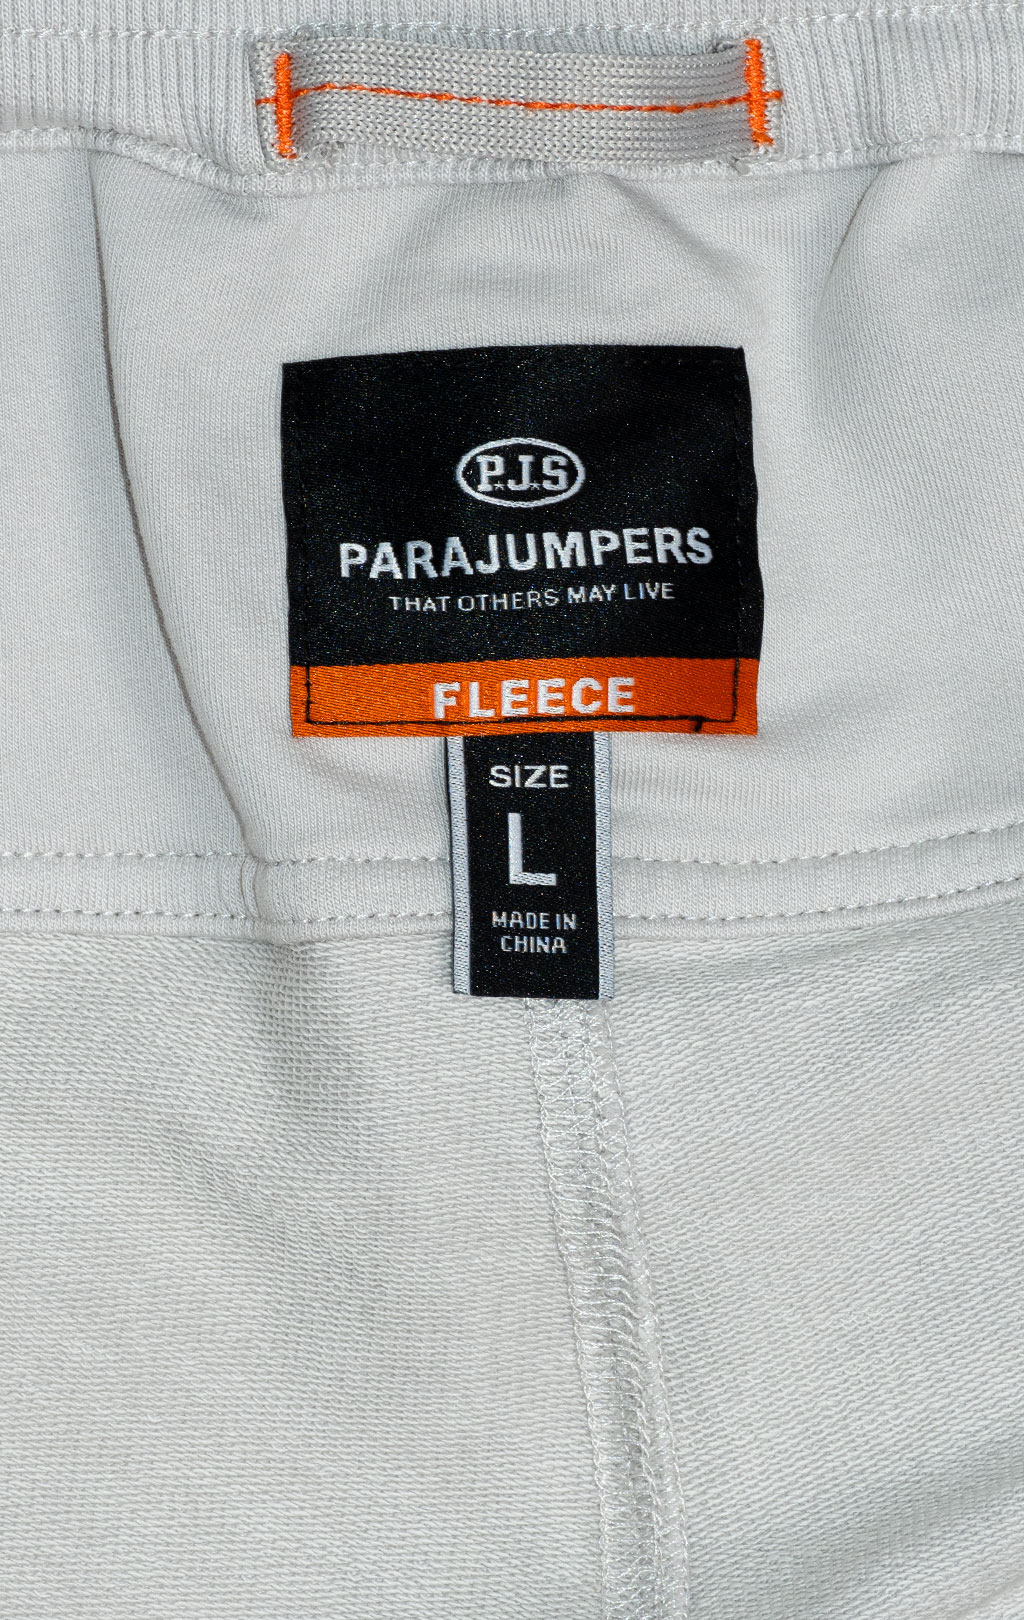 P.J.S
PARAJUMPERS
THAT OTHERS MAY LIVE
FLEECE
SIZE
L
MADE IN
CHINA